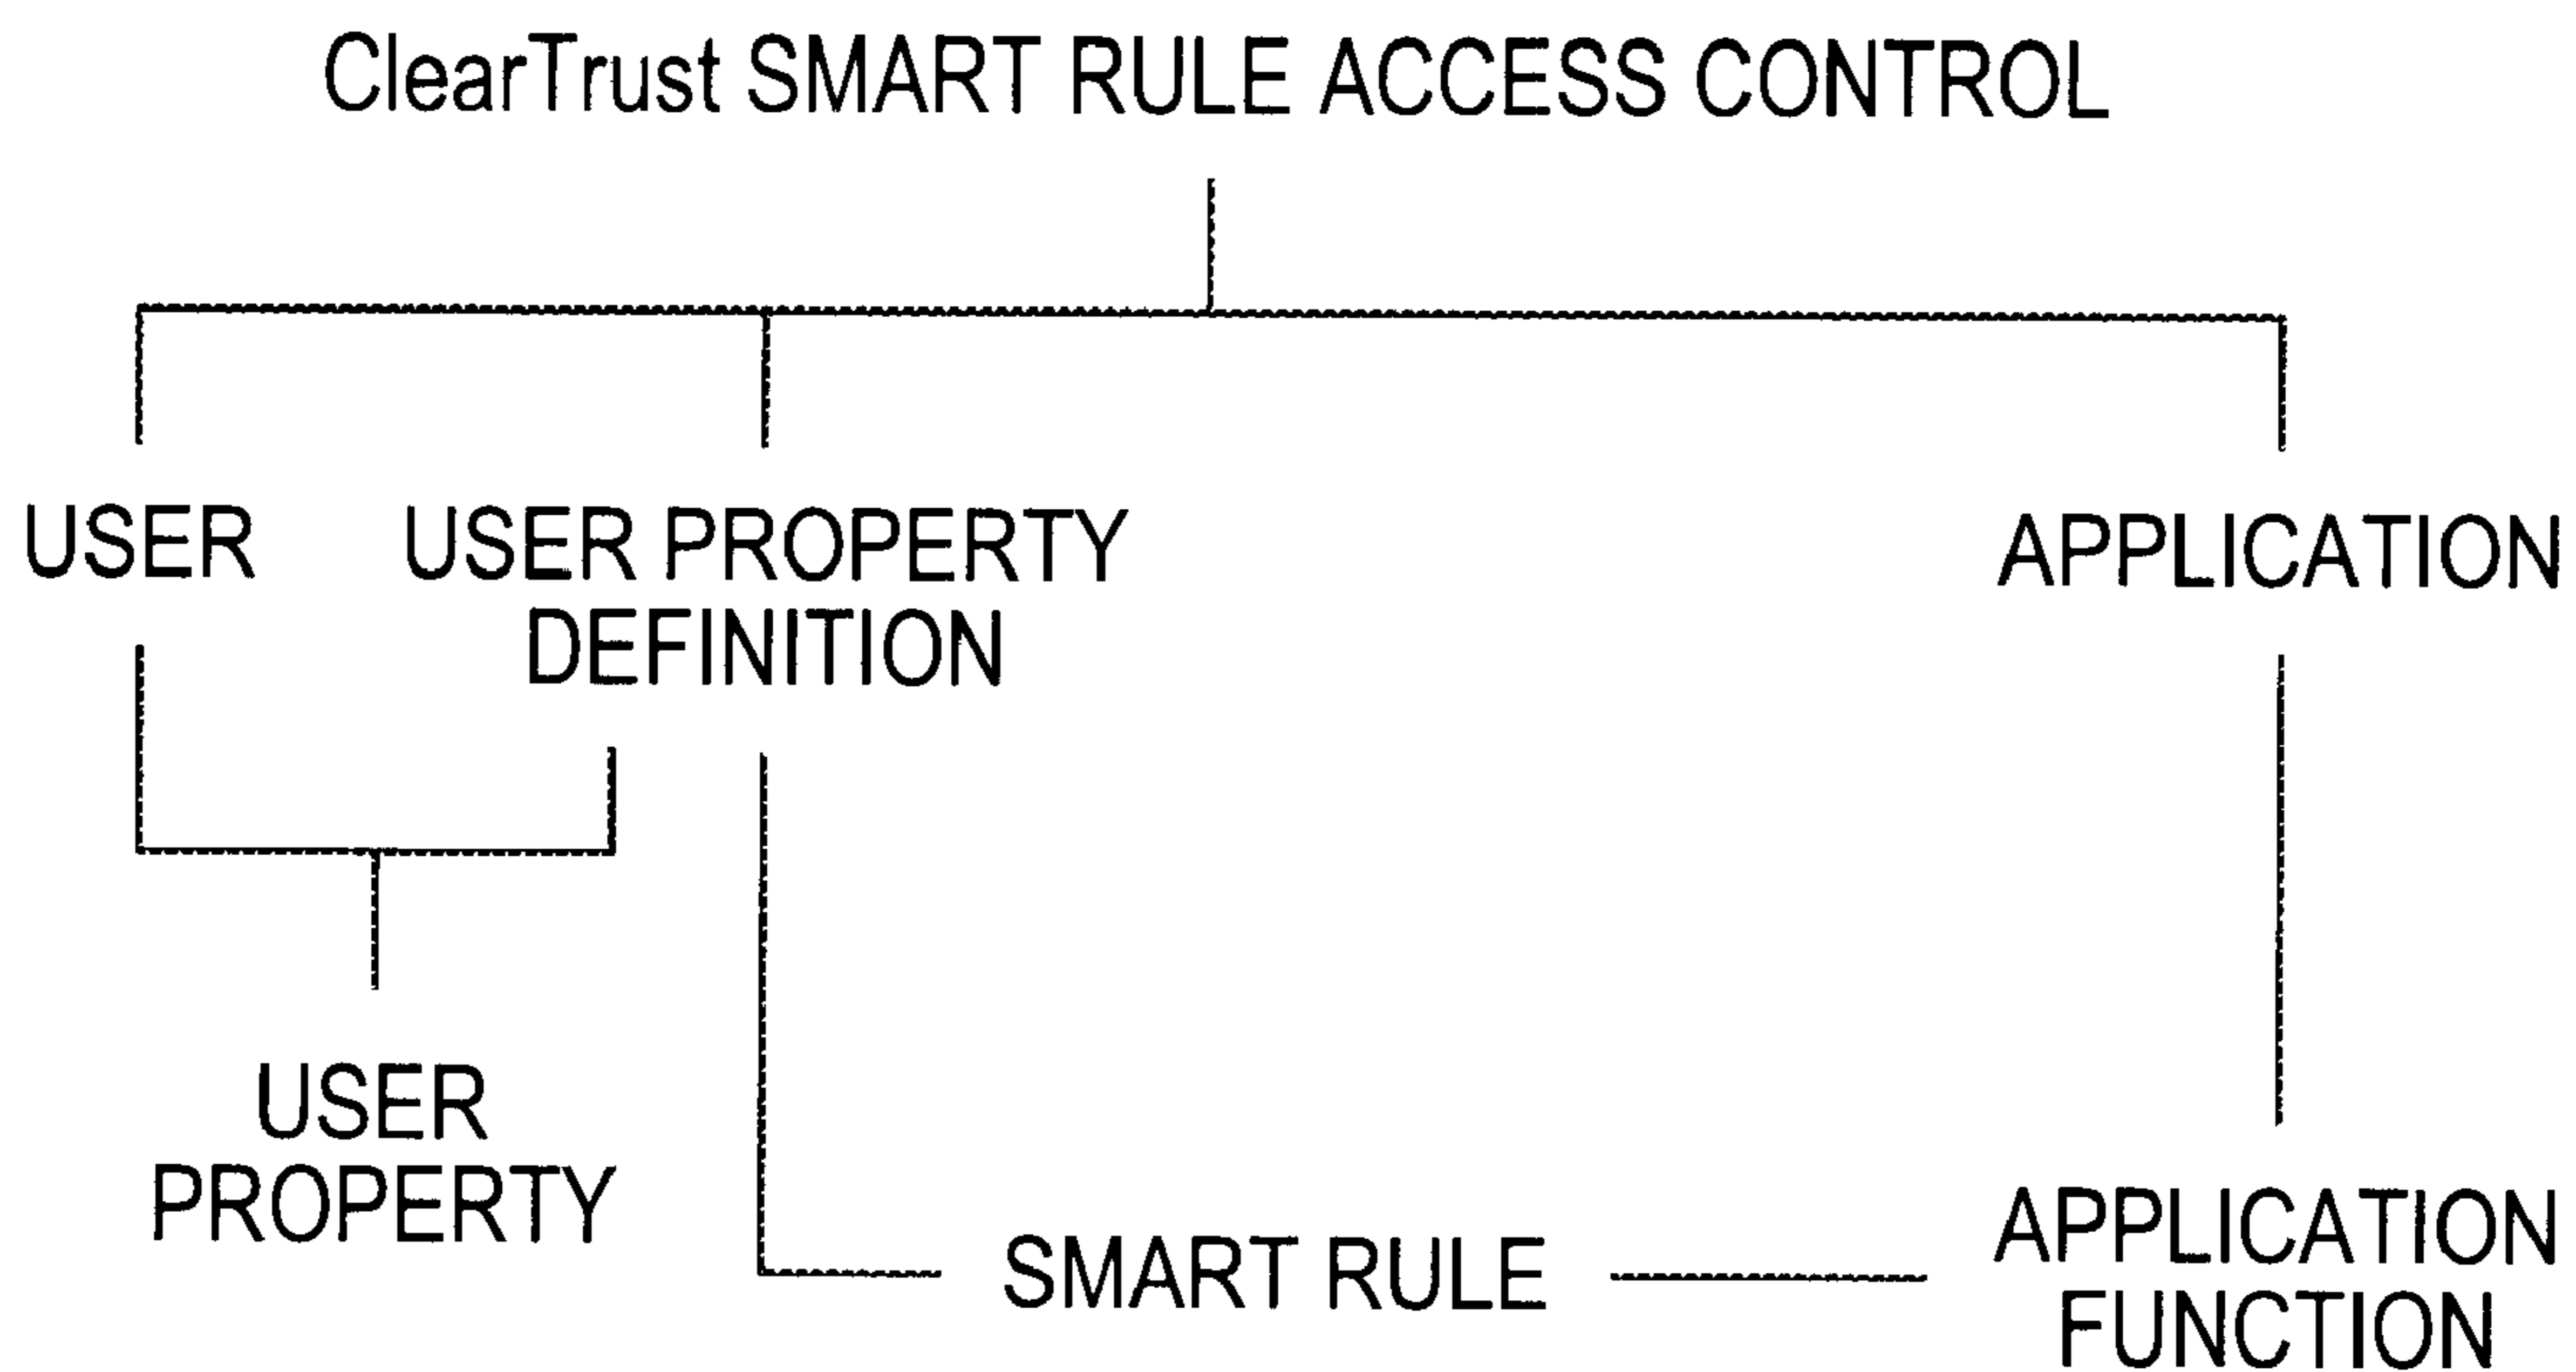 ClearTrust SMART RULE ACCESS CONTROL
USER
USER PROPERTY
DEFINITION
APPLICATION
USER
PROPERTY
SMART RULE
APPLICATION
FUNCTION